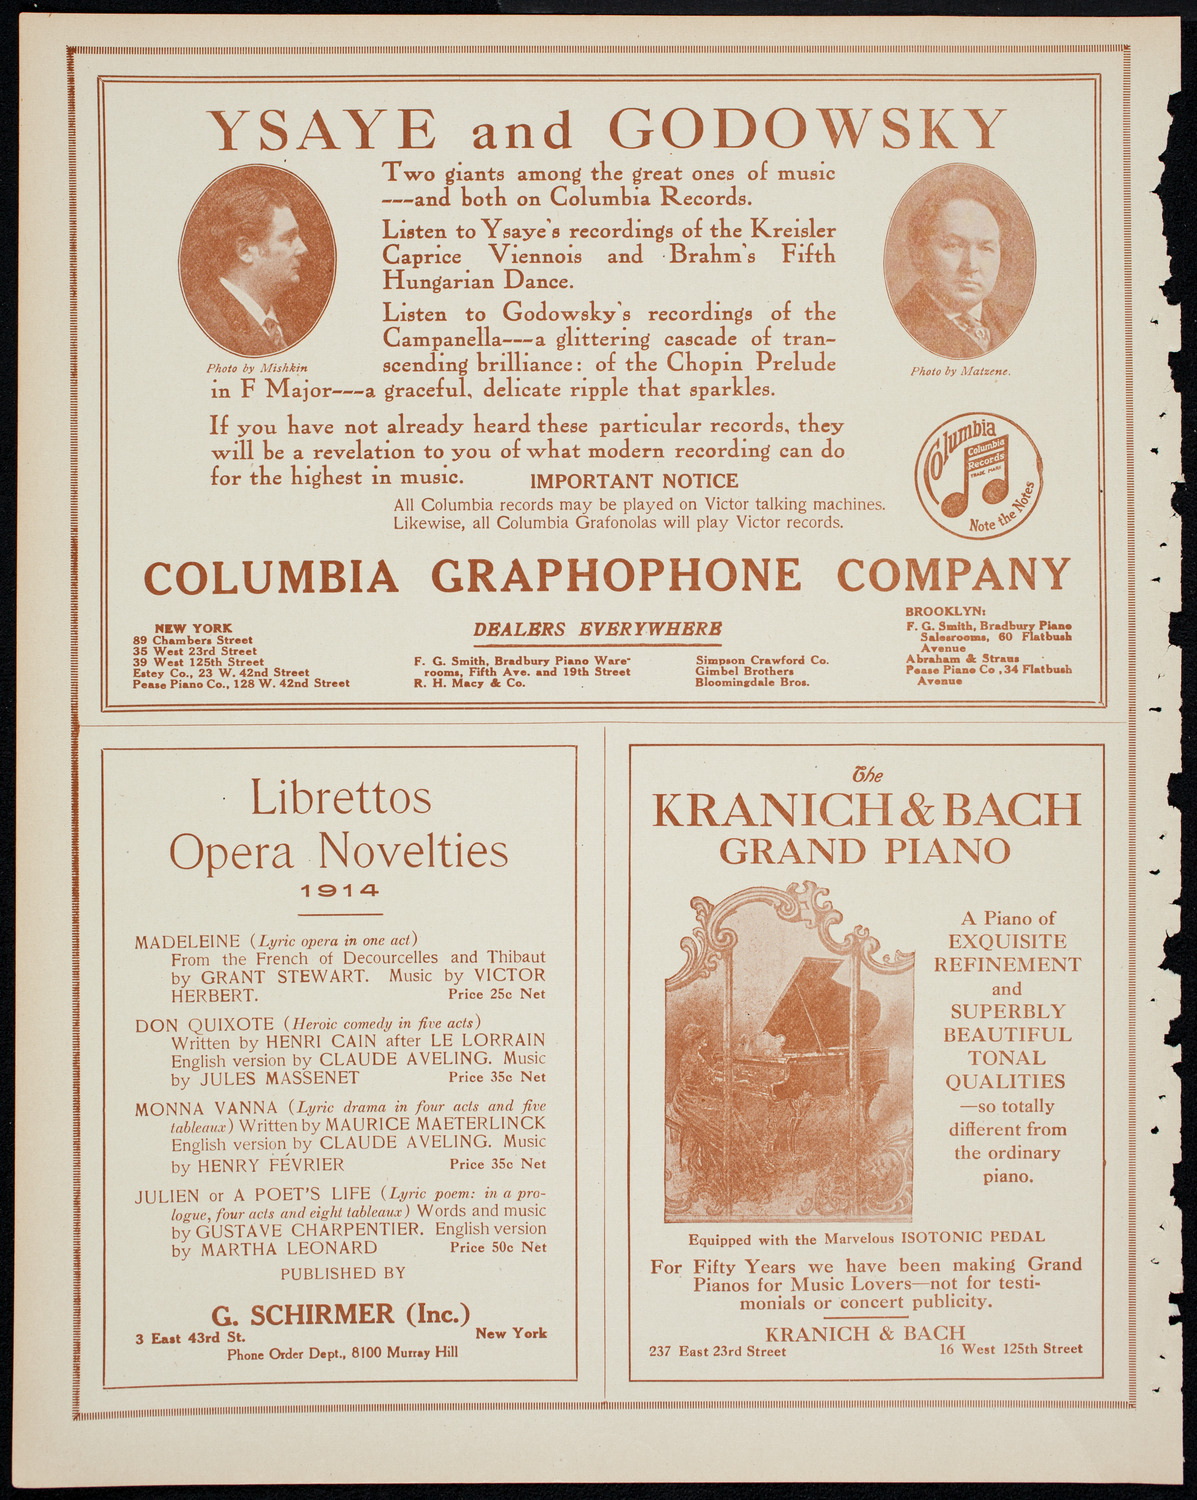 YSAYE and GODOWSKY
Two giants among the great ones of music
---and both on Columbia Records.
Listen to Ysaye's recordings of the Kreisler
Caprice Viennois and Brahm's Fifth
Hungarian Dance.
Listen to Godowsky's recordings of the
Campanella---a glittering cascade of tran-
scending brilliance: of the Chopin Prelude
in F Major---a graceful, delicate ripple that sparkles.
Photo by Mishkin
Photo by Matzene.
If you have not already heard these particular records, they
will be a revelation to you of what modern recording can do
for the highest in music.
IMPORTANT NOTICE
All Columbia records may be played on Victor talking machines.
Likewise, all Columbia Grafonolas will play Victor records.
Columbia
Columbia
Records
TRADE MARK
Note the Notes
COLUMBIA GRAPHOPHONE COMPANY
NEW YORK
89 Chambers Street
35 West 23rd Street
39 West 125th Street
Estey Co., 23 W. 42nd Street
Pease Piano Co., 128 W. 42nd Street
DEALERS EVERYWHERE
F. G. Smith, Bradbury Piano Ware-
rooms, Fifth Ave. and 19th Street
R. H. Macy & Co.
Simpson Crawford Co.
Gimbel Brothers
Bloomingdale Bros.
BROOKLYN:
F. G. Smith, Bradbury Piano
Salesrooms, 60 Flatbush
Avenue
Abraham & Straus
Pease Piano Co ,34 Flatbush
Avenue
Librettos
Opera Novelties
1914
MADELEINE (Lyric opera in one act)
From the French of Decourcelles and Thibaut
by GRANT STEWART. Music by VICTOR
HERBERT. Price 25c Net
DON QUIXOTE (Heroic comedy in five acts)
Written by HENRI CAIN after LE LORRAIN
English version by CLAUDE AVELING. Music
by JULES MASSENET Price 35c Net
MONNA VANNA (Lyric drama in four acts and five
tableaux) Written by MAURICE MAETERLINCK
English version by CLAUDE AVELING. Music
by HENRY FÉVRIER Price 35c Net
JULIEN or A POET'S LIFE (Lyric poem: in a pro-
logue, four acts and eight tableaux) Words and music
by GUSTAVE CHARPENTIER. English version
by MARTHA LEONARD Price 50c Net
PUBLISHED BY
G. SCHIRMER (Inc.)
3 East 43rd St. New York
Phone Order Dept., 8100 Murray Hill
The
KRANICH & BACH
GRAND PIANO
A Piano of
EXQUISITE
REFINEMENT
and
SUPERBLY
BEAUTIFUL
TONAL
QUALITIES
—so totally
different from
the ordinary
piano.
Equipped with the Marvelous ISOTONIC PEDAL
For Fifty Years we have been making Grand
Pianos for Music Lovers—not for testi-
monials or concert publicity.
KRANICH & BACH
237 East 23rd Street 16 West 125th Street